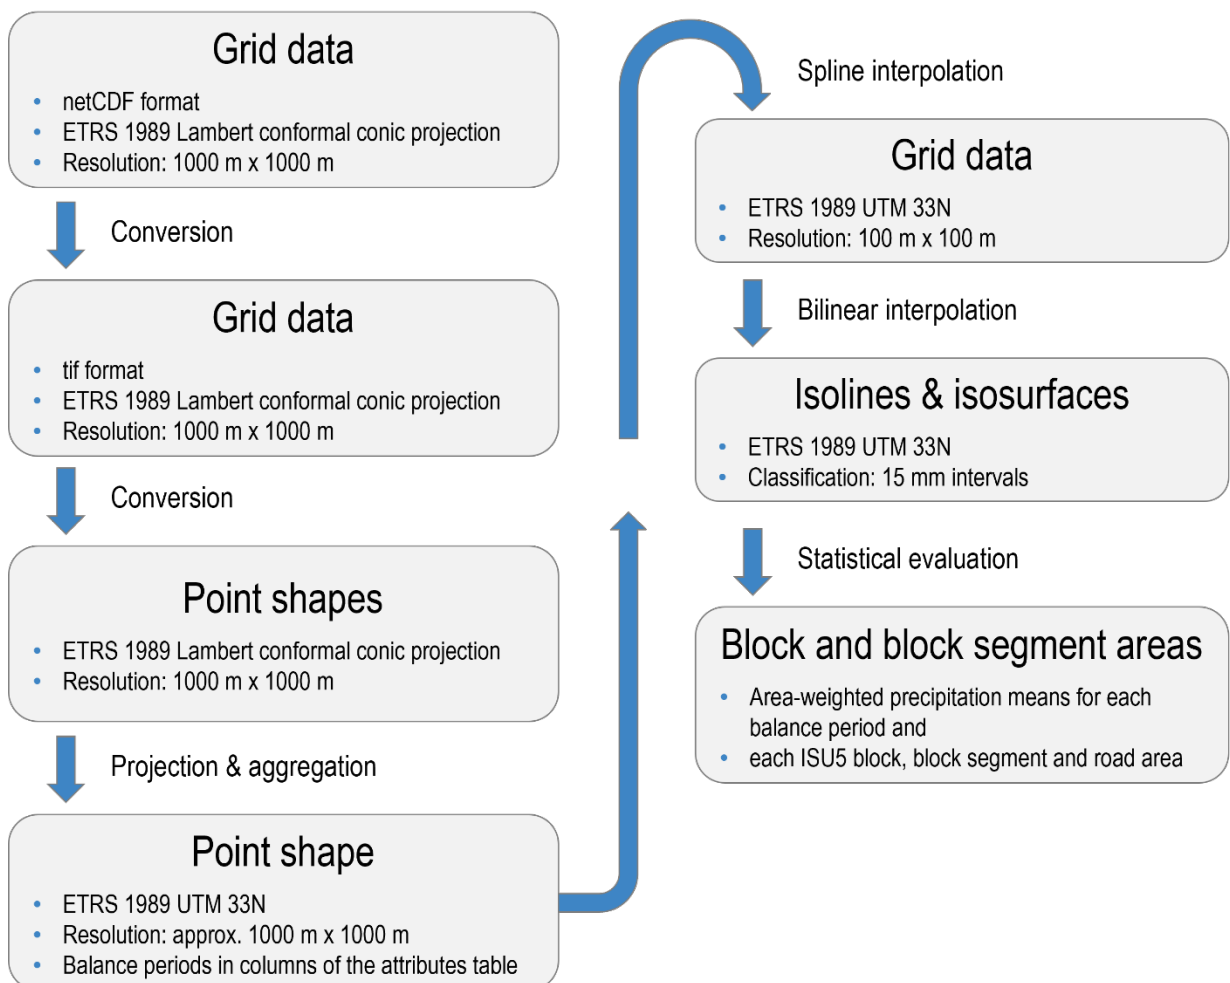 Grid data
• netCDF format
• ETRS 1989 Lambert conformal conic projection
• Resolution: 1000 m x 1000 m
Conversion
Grid data
• tif format
• ETRS 1989 Lambert conformal conic projection
• Resolution: 1000 m x 1000 m
Conversion
Point shapes
• ETRS 1989 Lambert conformal conic projection
• Resolution: 1000 m x 1000 m
Projection & aggregation
Point shape
• ETRS 1989 UTM 33N
• Resolution: approx. 1000 m x 1000 m
• Balance periods in columns of the attributes table
Spline interpolation
Grid data
• ETRS 1989 UTM 33N
• Resolution: 100 m x 100 m
Bilinear interpolation
Isolines & isosurfaces
• ETRS 1989 UTM 33N
• Classification: 15 mm intervals
Statistical evaluation
Block and block segment areas
• Area-weighted precipitation means for each
balance period and
• each ISU5 block, block segment and road area